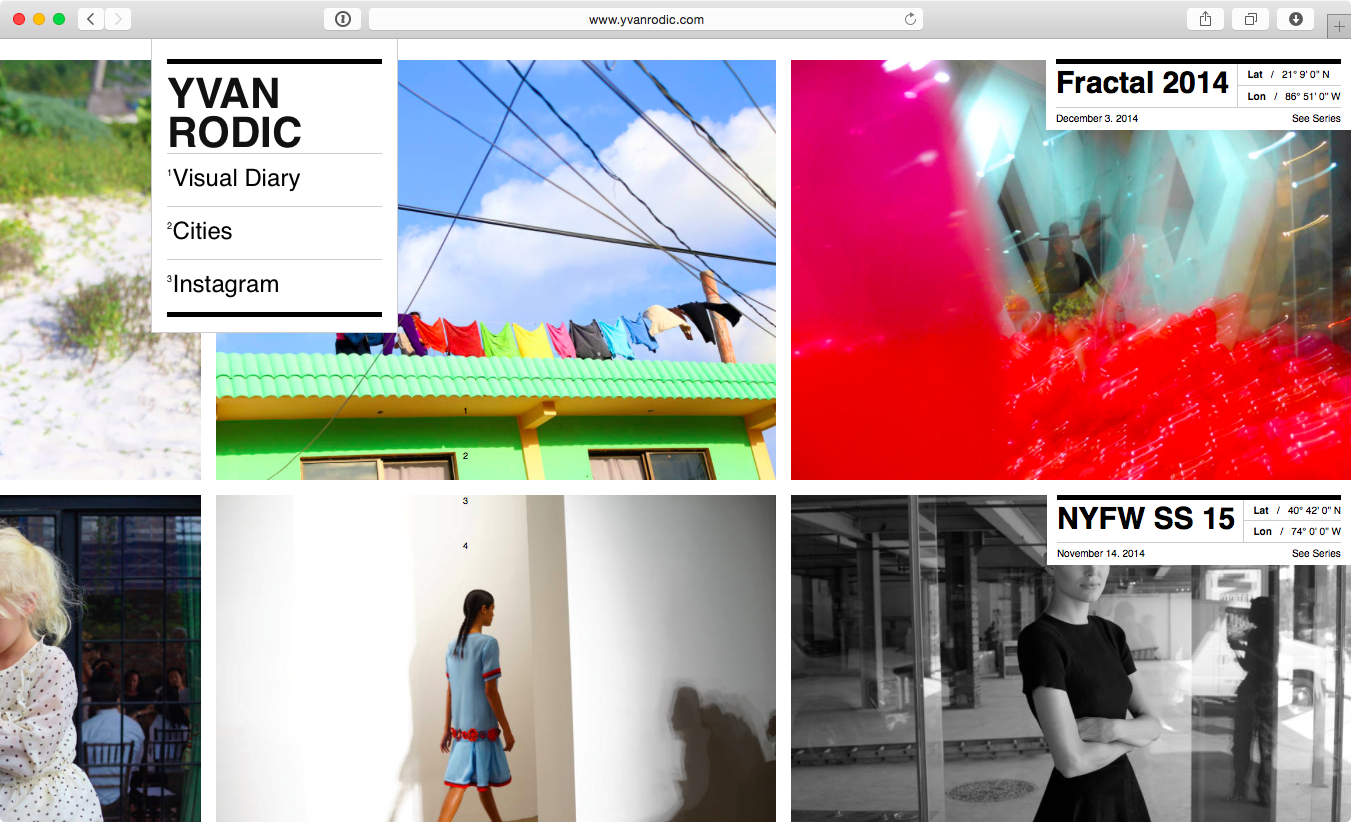 www.yvanrodic.com
YVAN
RODIC
1Visual Diary
2Cities
3Instagram
Fractal 2014
Lat / 21° 9' 0" N
Lon / 86° 51' 0" W
December 3. 2014
See Series
1
2
3
4
NYFW SS 15
Lat / 40° 42' 0" N
Lon / 74° 0' 0" W
November 14. 2014
See Series